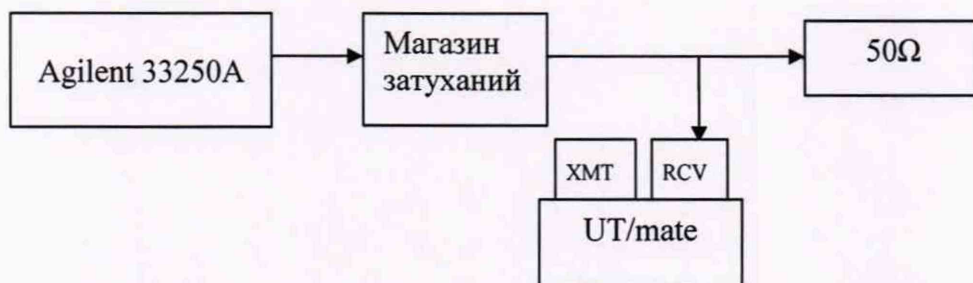 Agilent 33250A
Магазин
затуханий
50Ω
XMT
RCV
UT/mate